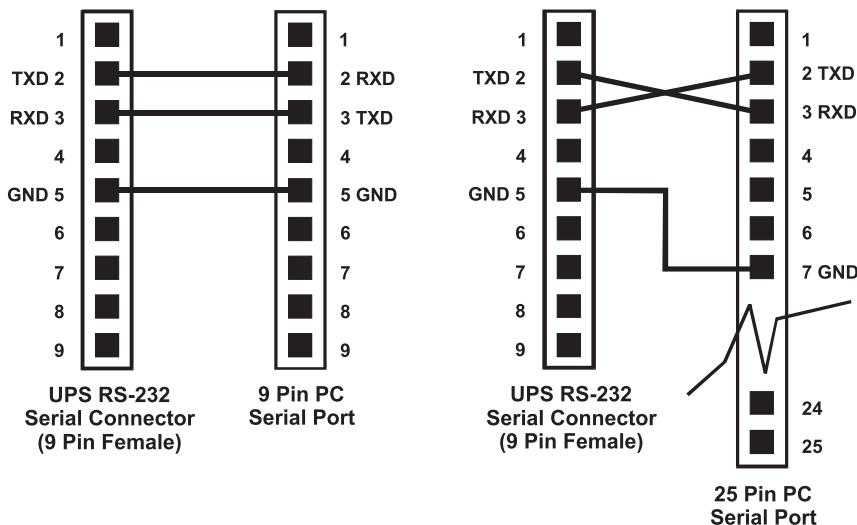 1 1
TXD 2 2 RXD
RXD 3 3 TXD
4 4
GND 5 5 GND
6 6
7 7
8 8
9 9
UPS RS-232
Serial Connector
(9 Pin Female)
9 Pin PC
Serial Port
1 1
TXD 2 2 TXD
RXD 3 3 RXD
4 4
GND 5 5
6 6
7 7 GND
8
9
24
25
UPS RS-232
Serial Connector
(9 Pin Female)
25 Pin PC
Serial Port